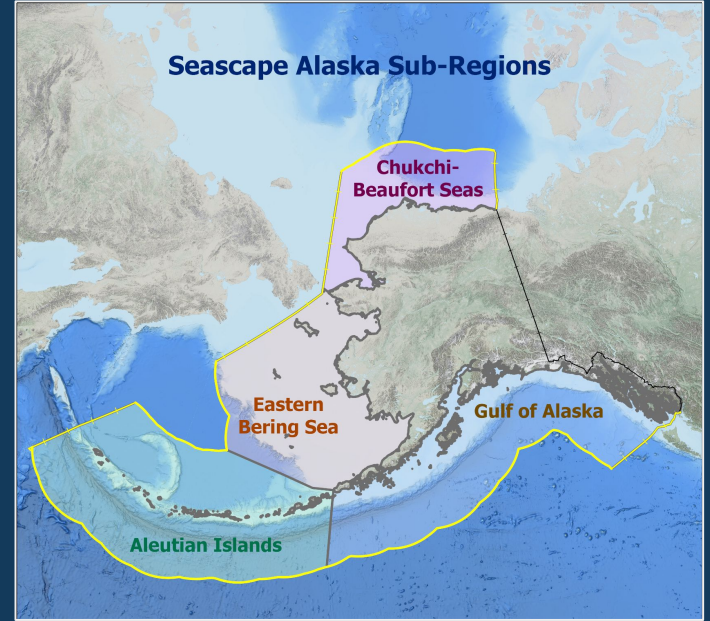 Seascape Alaska Sub-Regions
Chukchi-
Beaufort Seas
Eastern
Bering Sea
Gulf of Alaska
Aleutian Islands